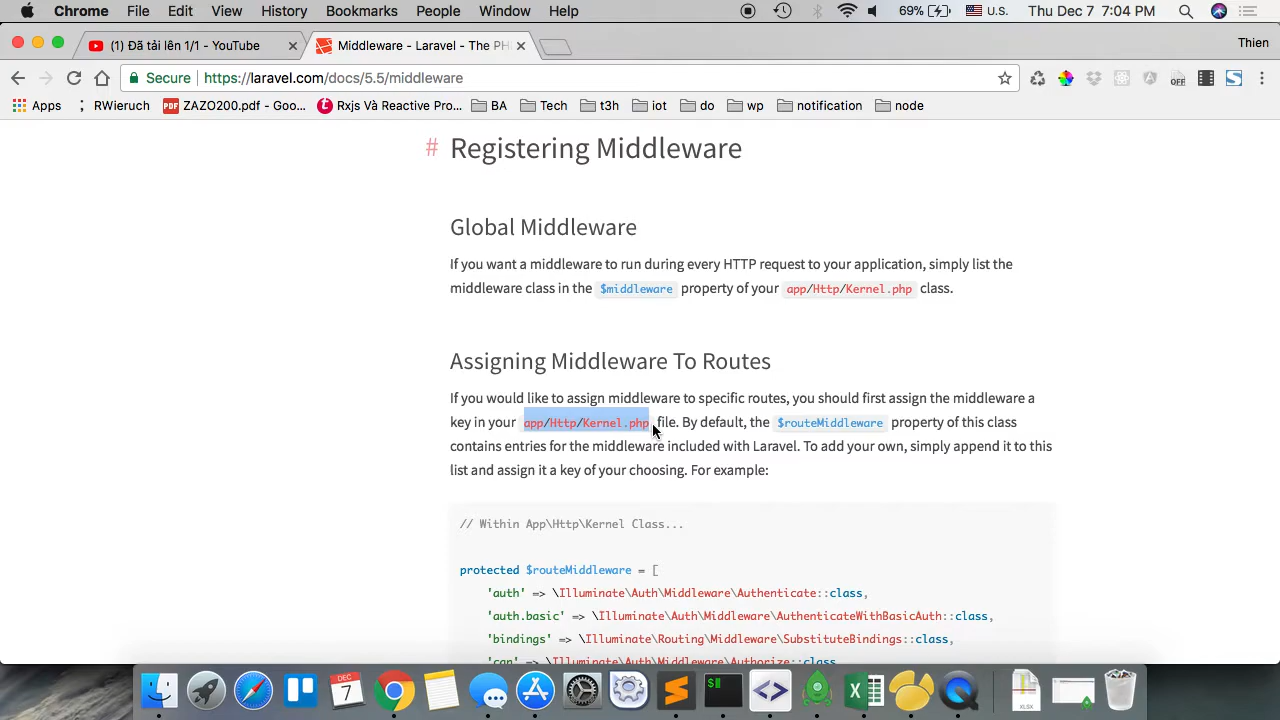 Chrome File Edit View History Bookmarks People Window Help 69% U.S. Thu Dec 7 7:04 PM
(1) Đã tải lên 1/1 - YouTube Middleware - Laravel - The PH Thien
Secure https://laravel.com/docs/5.5/middleware
Apps RWieruch ZAZO200.pdf - Goo... Rxjs Và Reactive Pro... BA Tech t3h iot do wp notification node
# Registering Middleware
Global Middleware
If you want a middleware to run during every HTTP request to your application, simply list the
middleware class in the $middleware property of your app/Http/Kernel.php class.
Assigning Middleware To Routes
If you would like to assign middleware to specific routes, you should first assign the middleware a
key in your app/Http/Kernel.php file. By default, the $routeMiddleware property of this class
contains entries for the middleware included with Laravel. To add your own, simply append it to this
list and assign it a key of your choosing. For example:
// Within App\Http\Kernel Class...
protected $routeMiddleware = [
'auth' => \Illuminate\Auth\Middleware\Authenticate::class,
'auth.basic' => \Illuminate\Auth\Middleware\AuthenticateWithBasicAuth::class,
'bindings' => \Illuminate\Routing\Middleware\SubstituteBindings::class,
'can' => \Illuminate\Auth\Middleware\Authorize::class,
DEC
7
XLSX